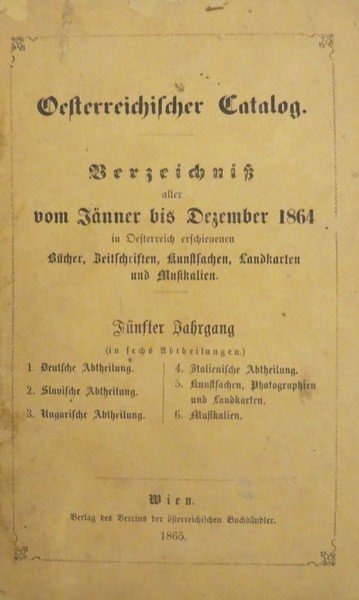 Oesterreichischer Catalog.
Verzeichniß
aller
vom Jänner bis Dezember 1864
in Oesterreich erschienenen
Bücher, Zeitschriften, Kunstsachen, Landkarten
und Musikalien.
Fünfter Jahrgang
(in sechs Abtheilungen.)
1. Deutsche Abtheilung.
2. Slavische Abtheilung.
3. Ungarische Abtheilung.
4. Italienische Abtheilung.
5. Kunstsachen, Photographien
und Landkarten.
6. Musikalien.
Wien.
Verlag des Vereins der österreichischen Buchhändler.
1865.